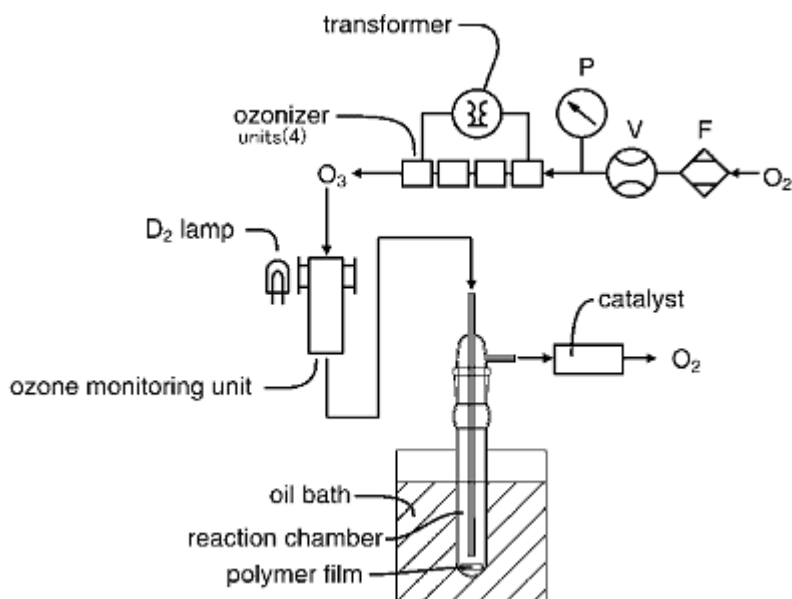 transformer
P
ozonizer
units(4)
V
F
O₃
O₂
D₂ lamp
catalyst
O₂
ozone monitoring unit
oil bath
reaction chamber
polymer film